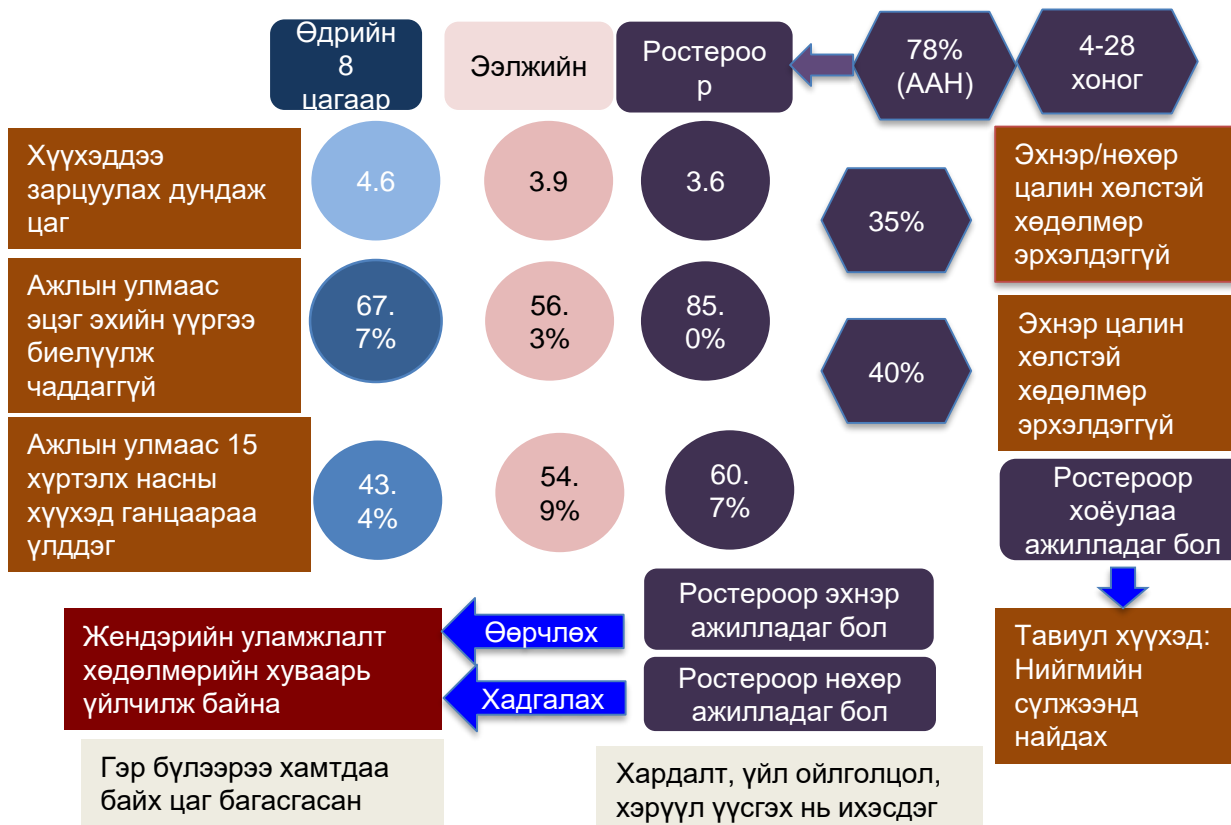 Өдрийн
8
цагаар
Ээлжийн
Ростероо
р
78%
(ААН)
4-28
хоног
Хүүхэддээ
зарцуулах дундаж
цаг
4.6
3.9
3.6
35%
Эхнэр/нөхөр
цалин хөлстэй
хөдөлмөр
эрхэлдэггүй
Ажлын улмаас
эцэг эхийн үүргээ
биелүүлж
чаддаггүй
67.
7%
56.
3%
85.
0%
40%
Эхнэр цалин
хөлстэй
хөдөлмөр
эрхэлдэггүй
Ажлын улмаас 15
хүртэлх насны
хүүхэд ганцаараа
үлддэг
43.
4%
54.
9%
60.
7%
Ростероор
хоёулаа
ажилладаг бол
Жендэрийн уламжлалт
хөдөлмөрийн хуваарь
үйлчилж байна
Өөрчлөх
Хадгалах
Ростероор эхнэр
ажилладаг бол
Ростероор нөхөр
ажилладаг бол
Тавиул хүүхэд:
Нийгмийн
сүлжээнд
найдах
Гэр бүлээрээ хамтдаа
байх цаг багасгасан
Хардалт, үйл ойлголцол,
хэрүүл үүсгэх нь ихэсдэг